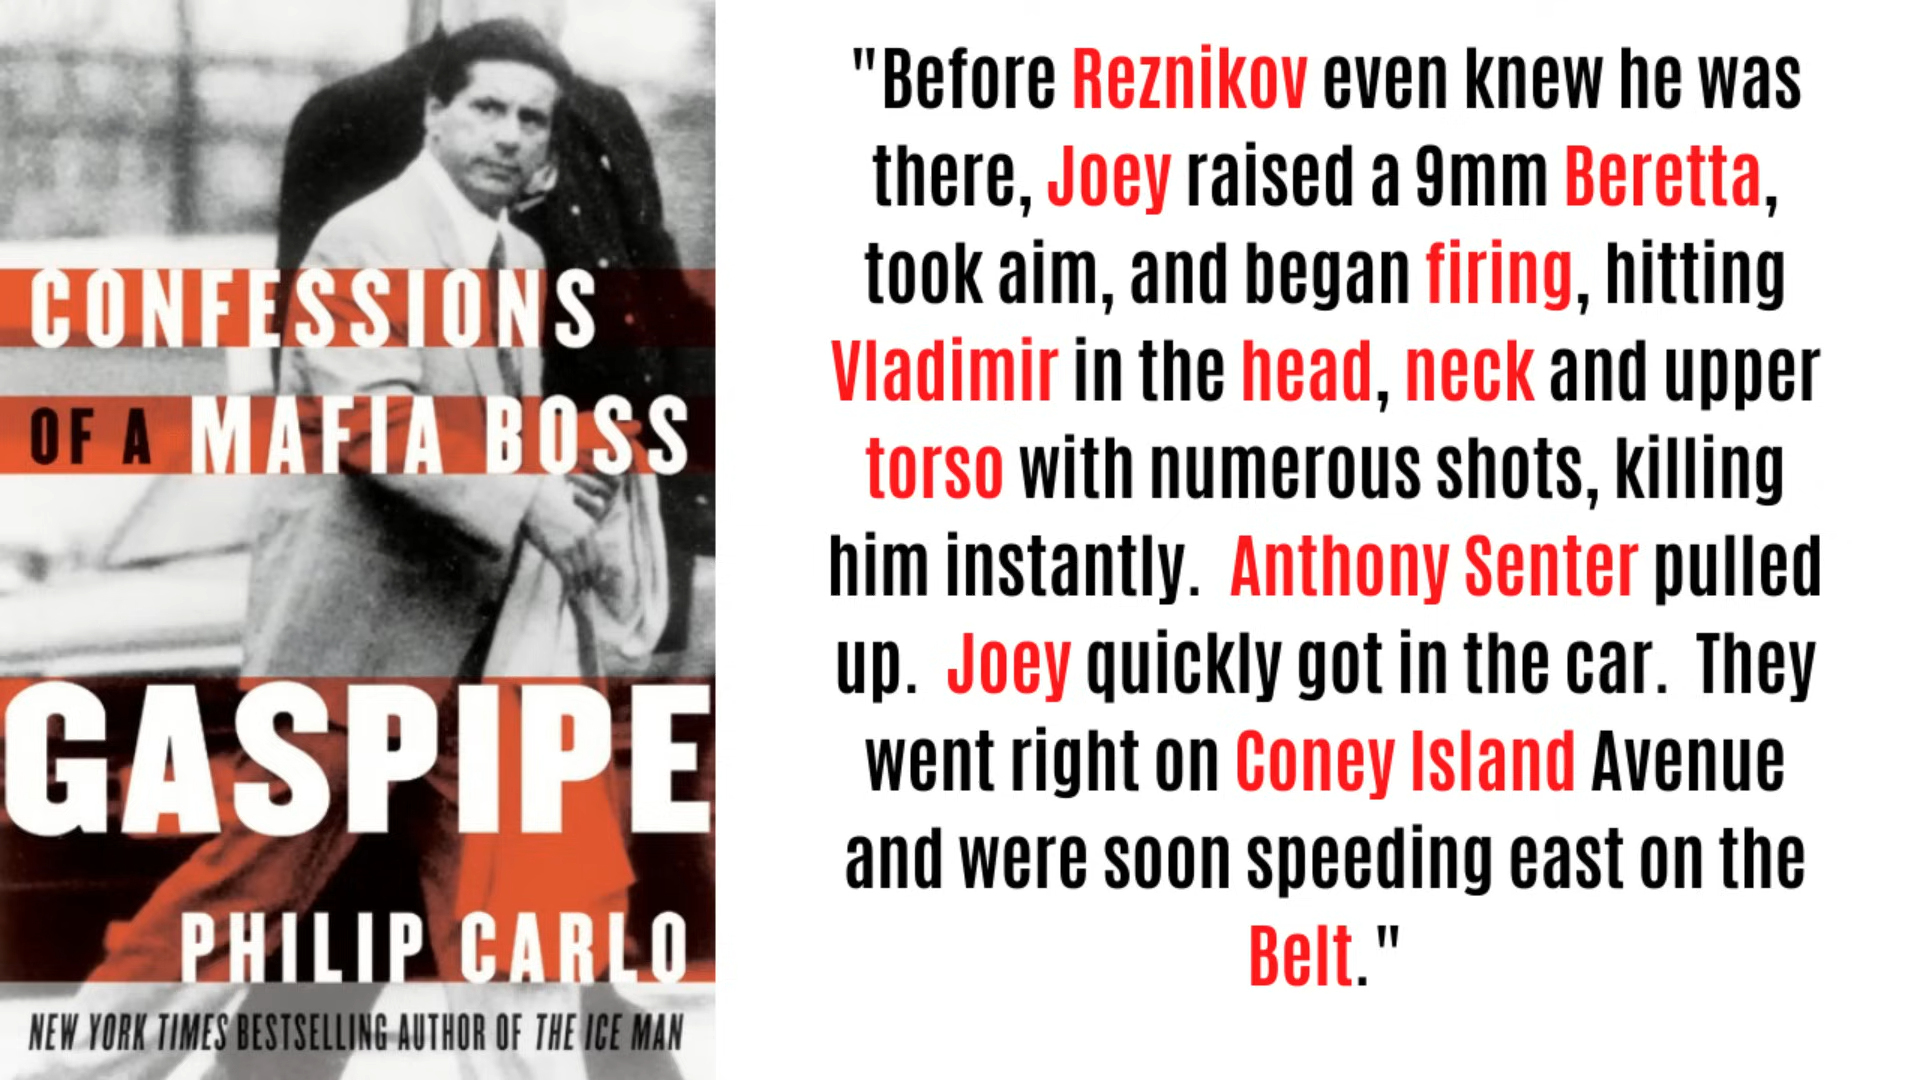 CONFESSIONS
OF A MAFIA BOSS
GASPIPE
PHILIP CARLO
NEW YORK TIMES BESTSELLING AUTHOR OF THE ICE MAN
"Before Reznikov even knew he was
there, Joey raised a 9mm Beretta,
took aim, and began firing, hitting
Vladimir in the head, neck and upper
torso with numerous shots, killing
him instantly.  Anthony Senter pulled
up.  Joey quickly got in the car.  They
went right on Coney Island Avenue
and were soon speeding east on the
Belt."